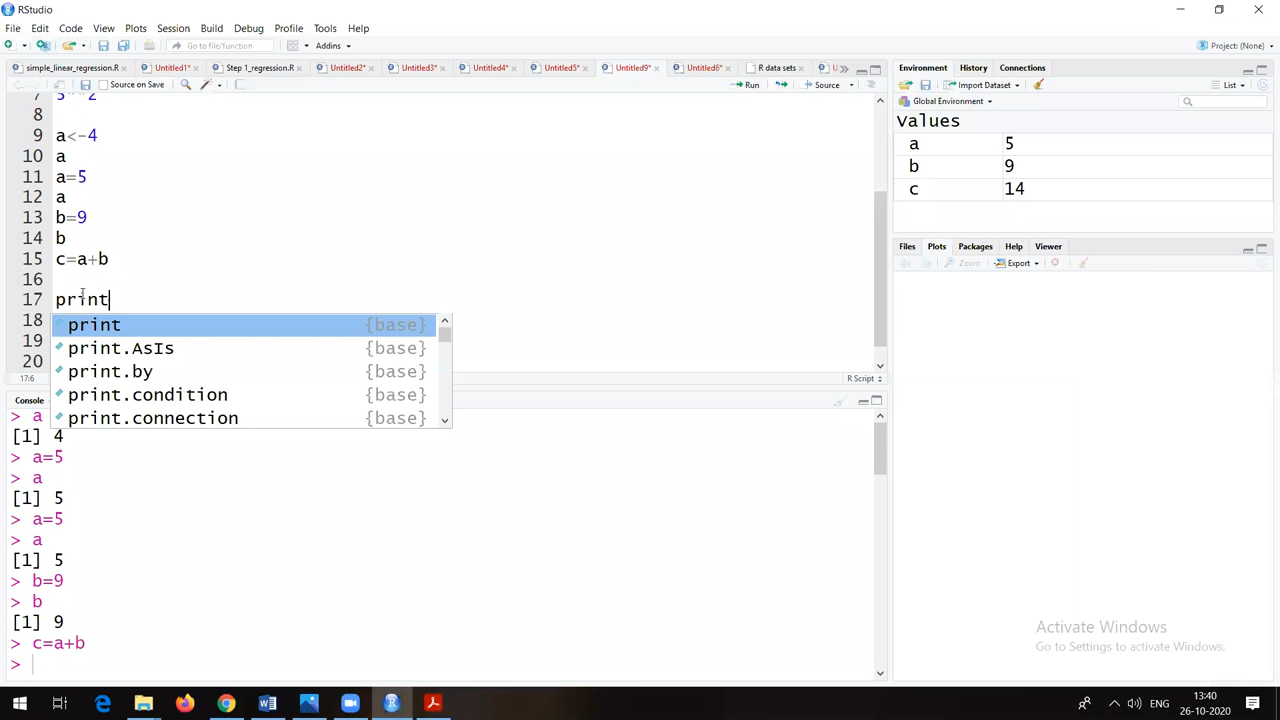 RStudio
File Edit Code View Plots Session Build Debug Profile Tools Help
Go to file/function Addins Project: (None)
simple_linear_regression.R Untitled1* Step 1_regression.R Untitled2* Untitled3* Untitled4* Untitled5* Untitled9* Untitled6* R data sets
Source on Save Run Source
7 5 2
8
9 a<-4
10 a
11 a=5
12 a
13 b=9
14 b
15 c=a+b
16
17 print
18
19
20
print {base}
print.AsIs {base}
print.by {base}
print.condition {base}
print.connection {base}
17:6 R Script
Console
> a
[1] 4
> a=5
> a
[1] 5
> a=5
> a
[1] 5
> b=9
> b
[1] 9
> c=a+b
>
Environment History Connections
Import Dataset List
Global Environment
Values
a 5
b 9
c 14
Files Plots Packages Help Viewer
Zoom Export
Activate Windows
Go to Settings to activate Windows.
ENG
13:40
26-10-2020